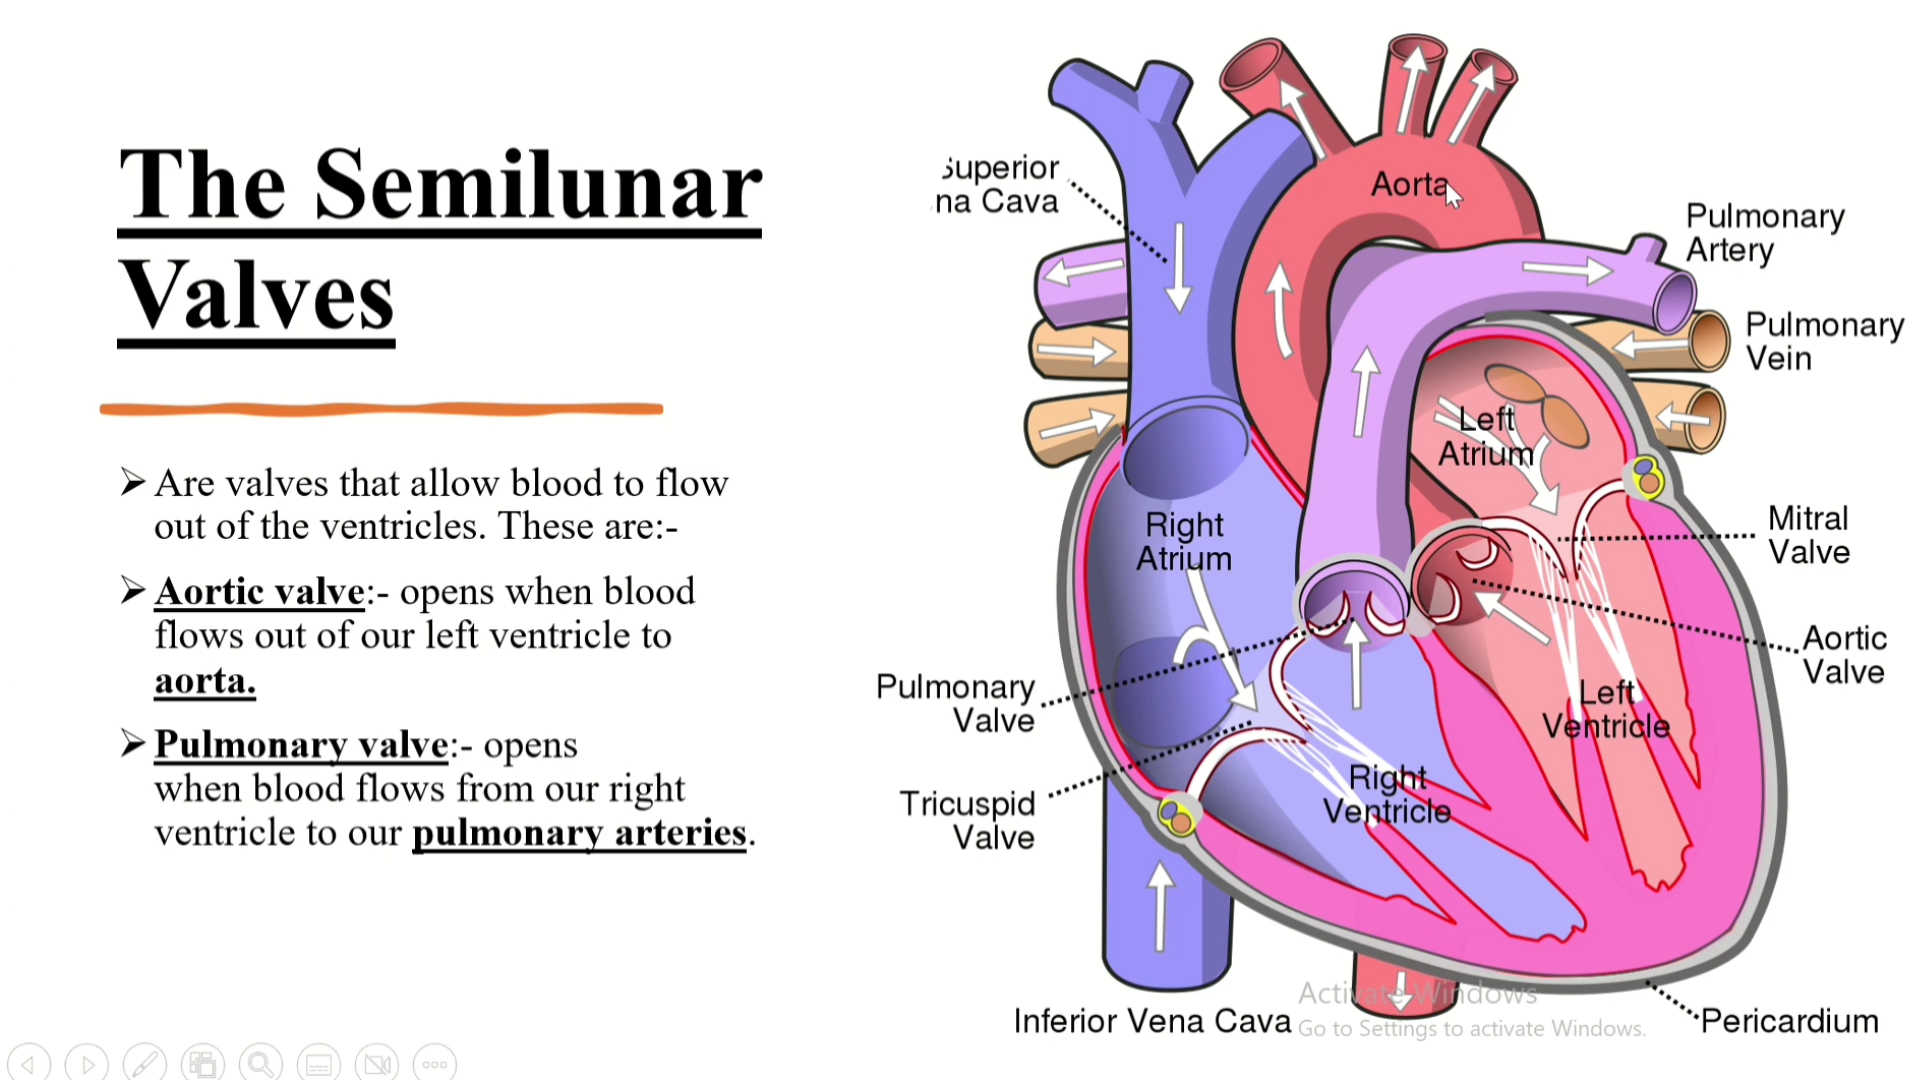 The Semilunar
Valves
Are valves that allow blood to flow
out of the ventricles. These are:-
Aortic valve:- opens when blood
flows out of our left ventricle to
aorta.
Pulmonary valve:- opens
when blood flows from our right
ventricle to our pulmonary arteries.
Superior
na Cava
Aorta
Pulmonary
Artery
Pulmonary
Vein
Left
Atrium
Right
Atrium
Mitral
Valve
Aortic
Valve
Pulmonary
Valve
Left
Ventricle
Tricuspid
Valve
Right
Ventricle
Inferior Vena Cava
Pericardium
Activate Windows
Go to Settings to activate Windows.